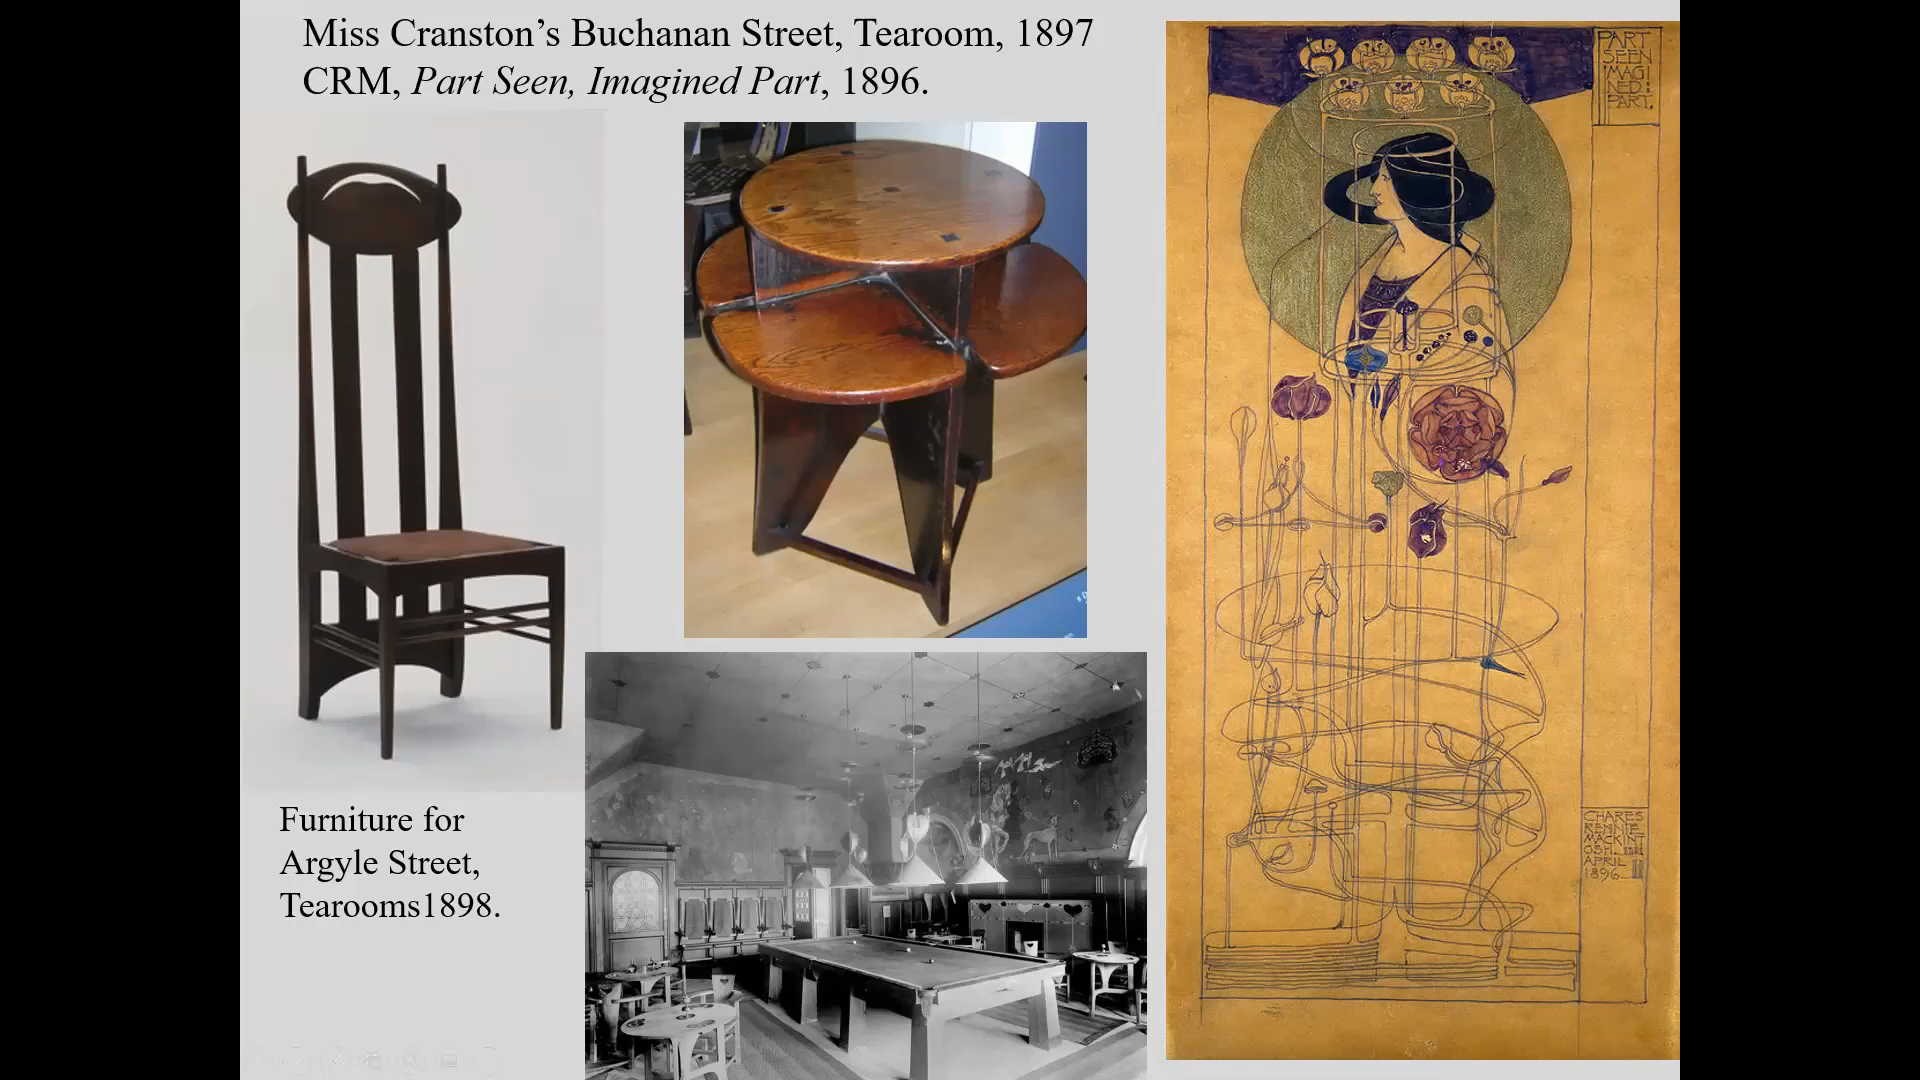 Miss Cranston’s Buchanan Street, Tearoom, 1897
CRM, Part Seen, Imagined Part, 1896.
PART
SEEN
IMAGI
NED:
PART.
Furniture for
Argyle Street,
Tearooms1898.
CHARES
RENNIE
MACKINT
OSH.
APRIL
1896